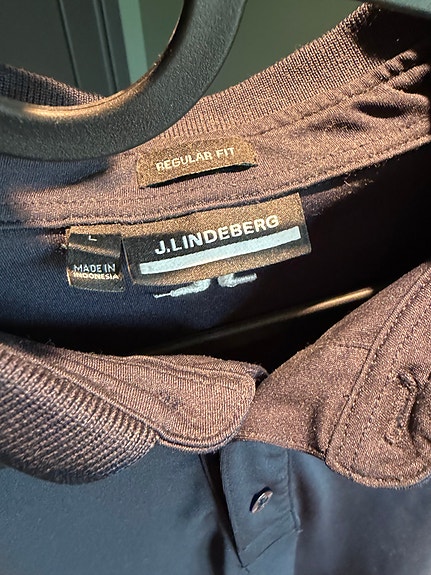 REGULAR FIT
J.LINDEBERG
L
MADE IN
INDONESIA